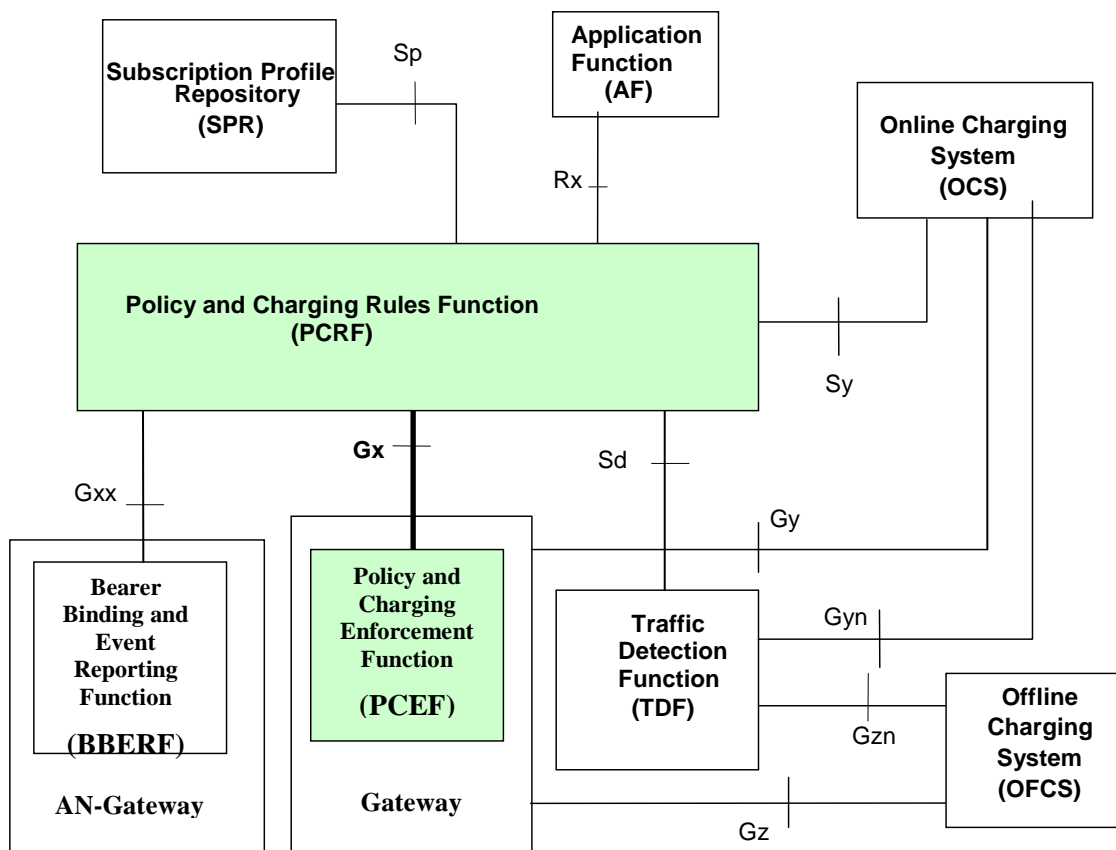 Subscription Profile
Repository
(SPR)
Sp
Application
Function
(AF)
Rx
Online Charging
System
(OCS)
Policy and Charging Rules Function
(PCRF)
Sy
Gxx
Gx
Sd
Gy
Bearer
Binding and
Event
Reporting
Function
(BBERF)
AN-Gateway
Policy and
Charging
Enforcement
Function
(PCEF)
Gateway
Traffic
Detection
Function
(TDF)
Gyn
Gzn
Gz
Offline
Charging
System
(OFCS)